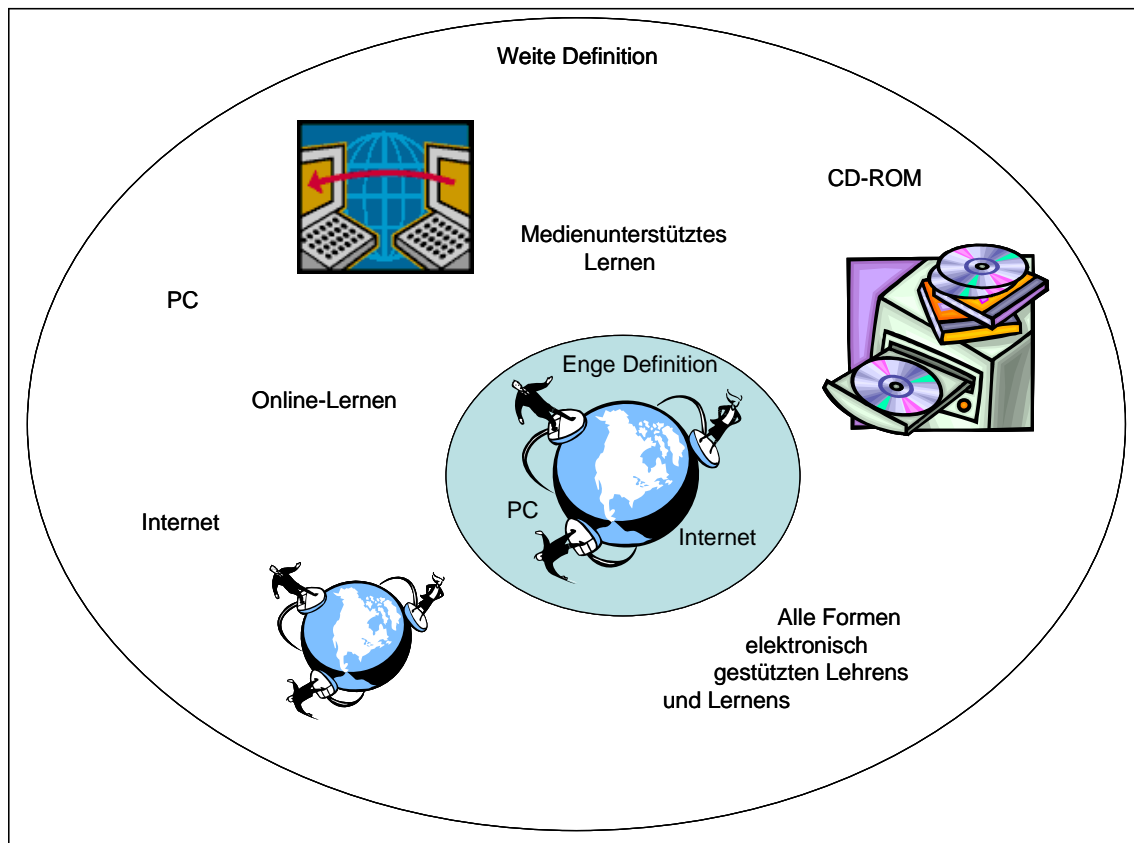 Weite Definition
CD-ROM
Medienunterstütztes
Lernen
PC
Enge Definition
Online-Lernen
PC
Internet
Internet
Alle Formen
elektronisch
gestützten Lehrens
und Lernens